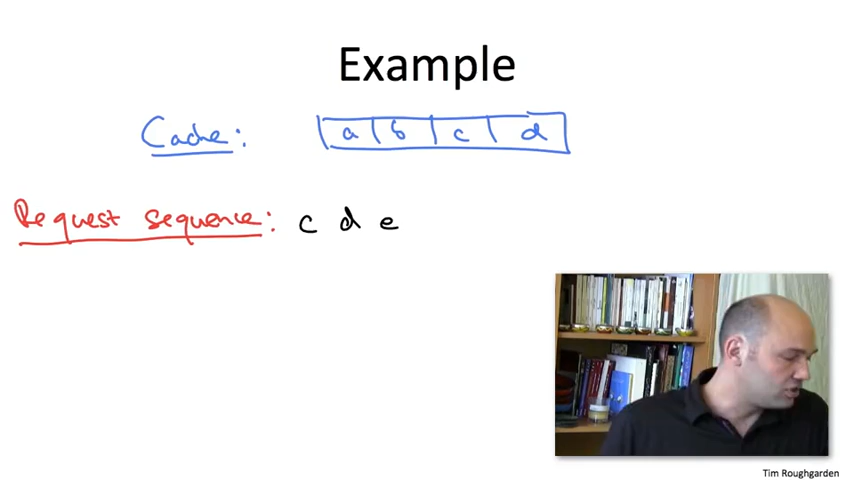 Example
Cache: a b c d
Request sequence: c d e
Tim Roughgarden